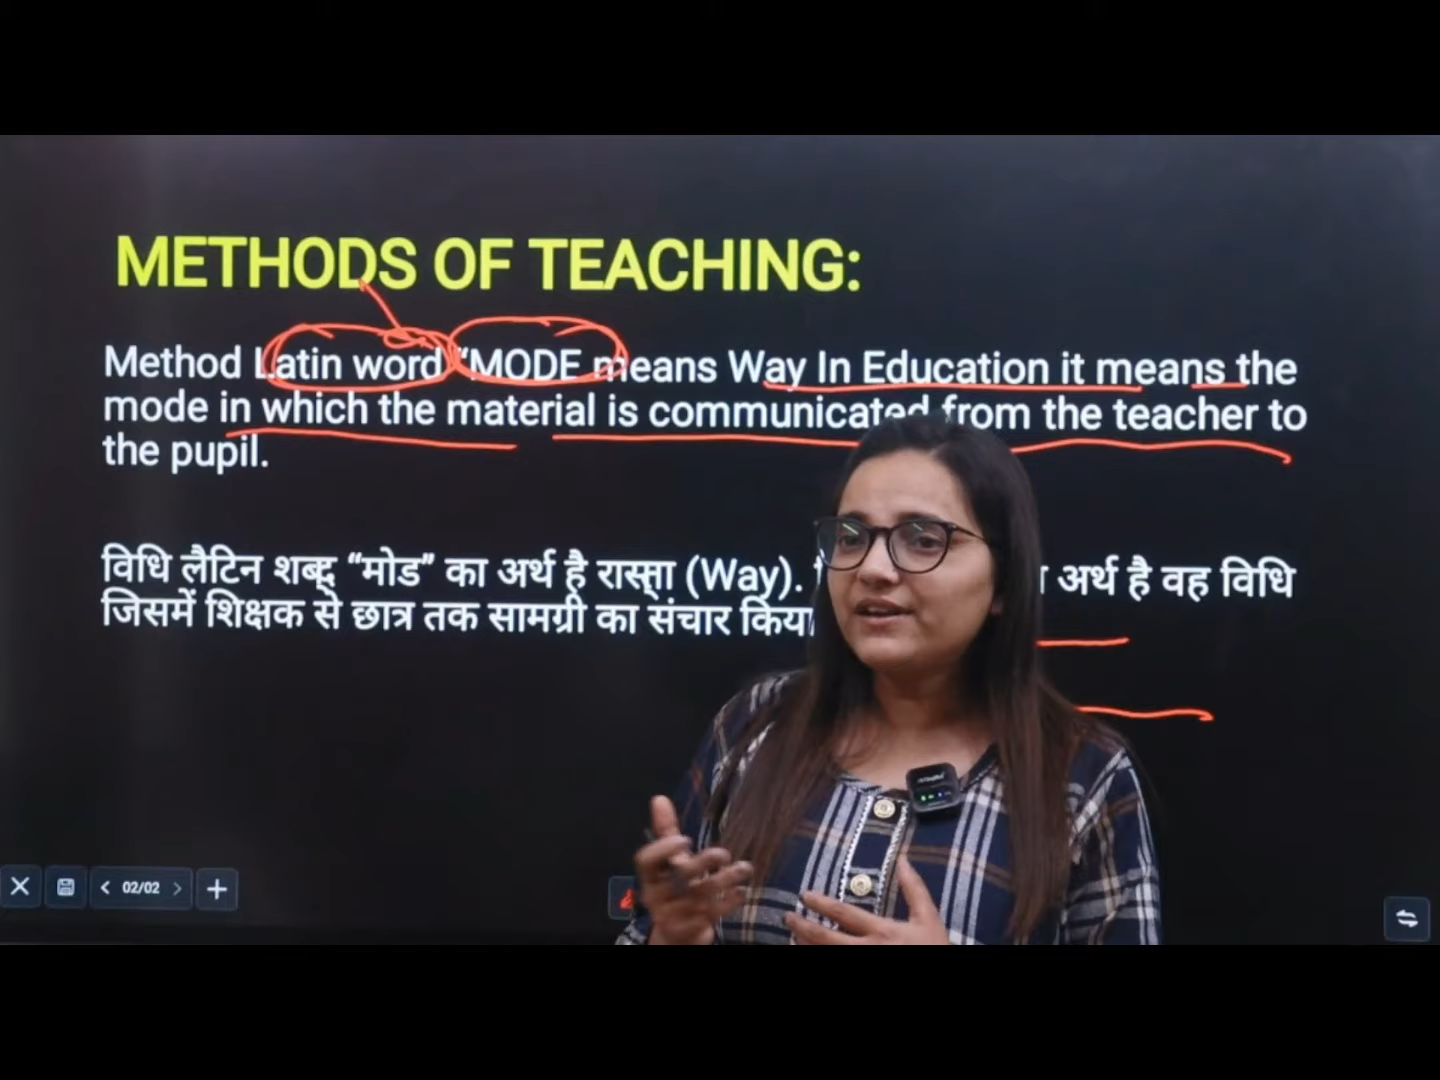 METHODS OF TEACHING:
Method Latin word “MODE means Way In Education it means the
mode in which the material is communicated from the teacher to
the pupil.
विधि लैटिन शब्द “मोड” का अर्थ है रास्ता (Way). अर्थ है वह विधि
जिसमें शिक्षक से छात्र तक सामग्री का संचार किया
02/02